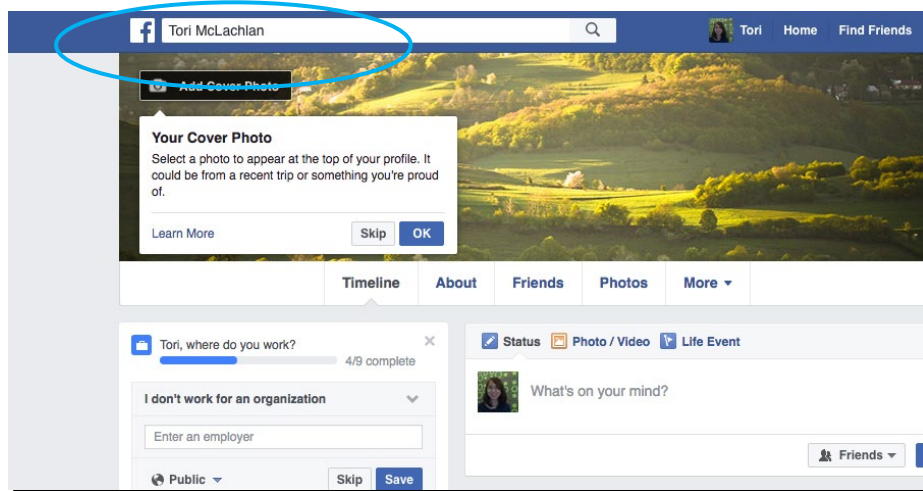 f Tori McLachlan
Tori Home Find Friends
Add Cover Photo
Your Cover Photo
Select a photo to appear at the top of your profile. It
could be from a recent trip or something you're proud
of.
Learn More Skip OK
Timeline About Friends Photos More
Tori, where do you work?
4/9 complete
I don't work for an organization
Enter an employer
Public Skip Save
Status Photo / Video Life Event
What's on your mind?
Friends